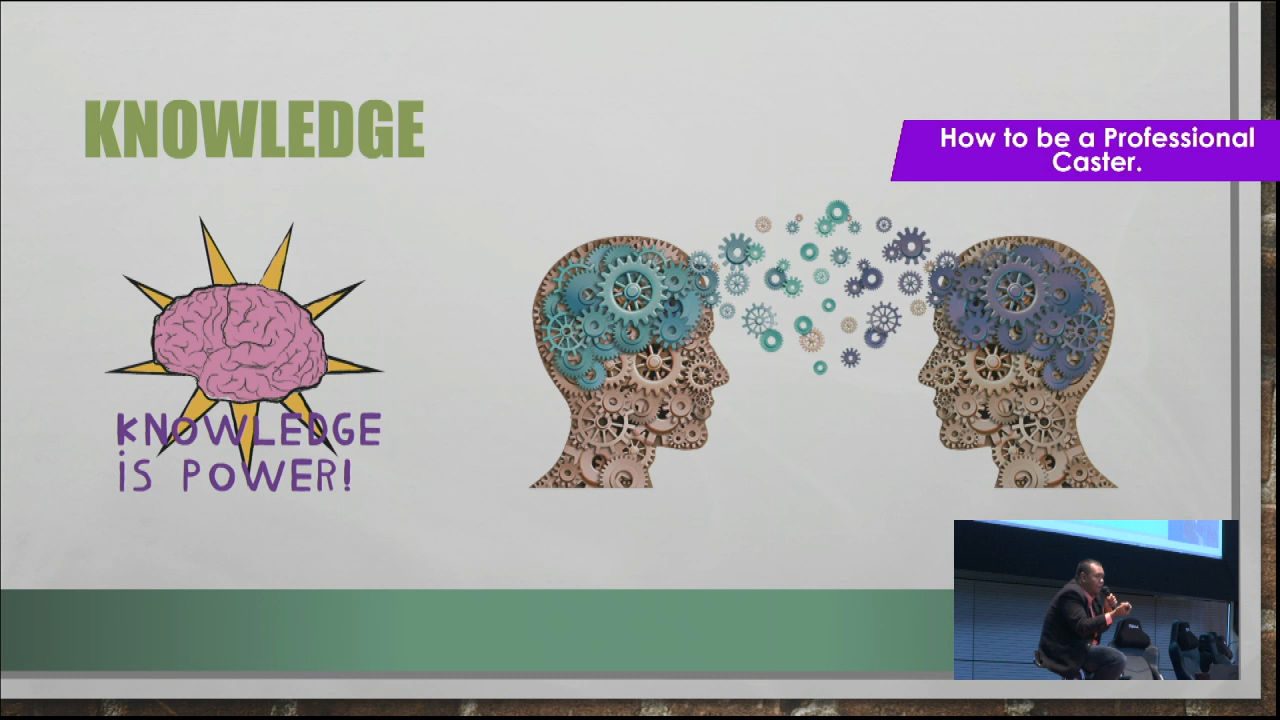 KNOWLEDGE
How to be a Professional
Caster.
KNOWLEDGE
iS POWER!